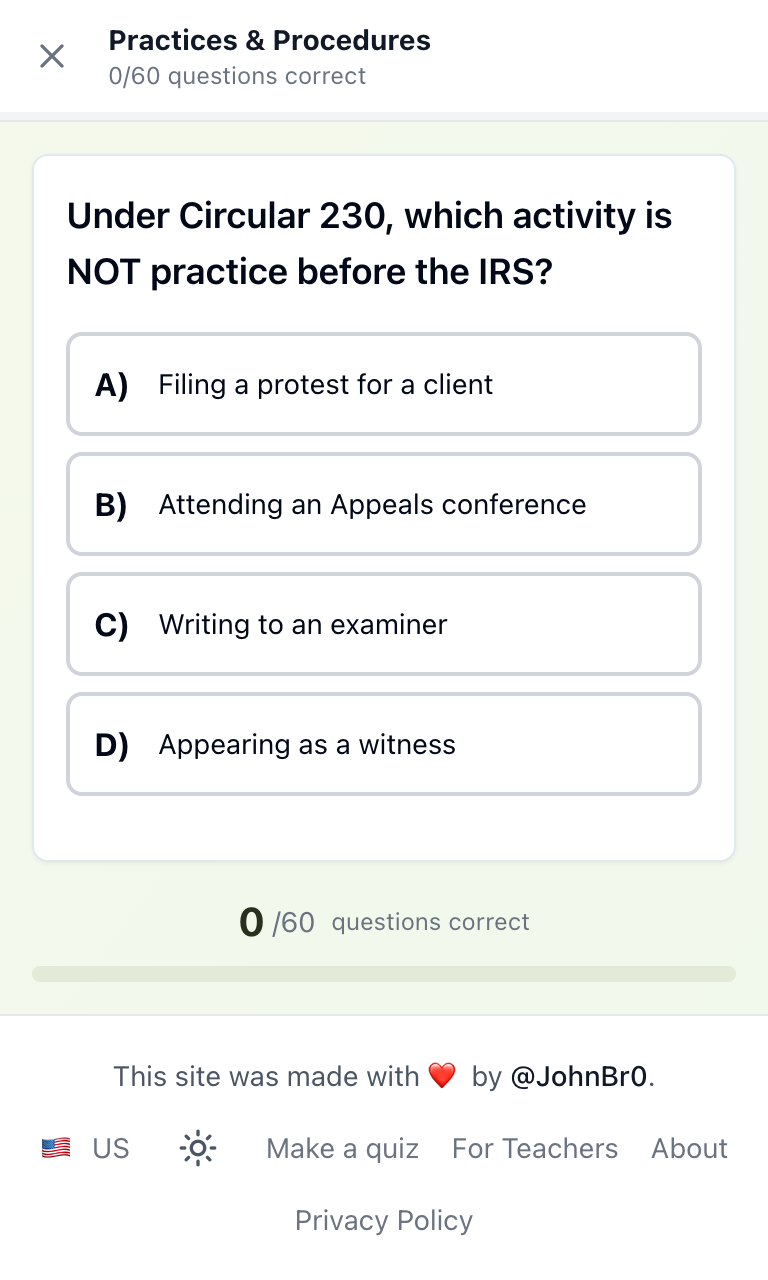 Practices & Procedures
0/60 questions correct
Under Circular 230, which activity is
NOT practice before the IRS?
A) Filing a protest for a client
B) Attending an Appeals conference
C) Writing to an examiner
D) Appearing as a witness
0 /60 questions correct
This site was made with ❤️ by @JohnBr0.
🇺🇸 US Make a quiz For Teachers About
Privacy Policy